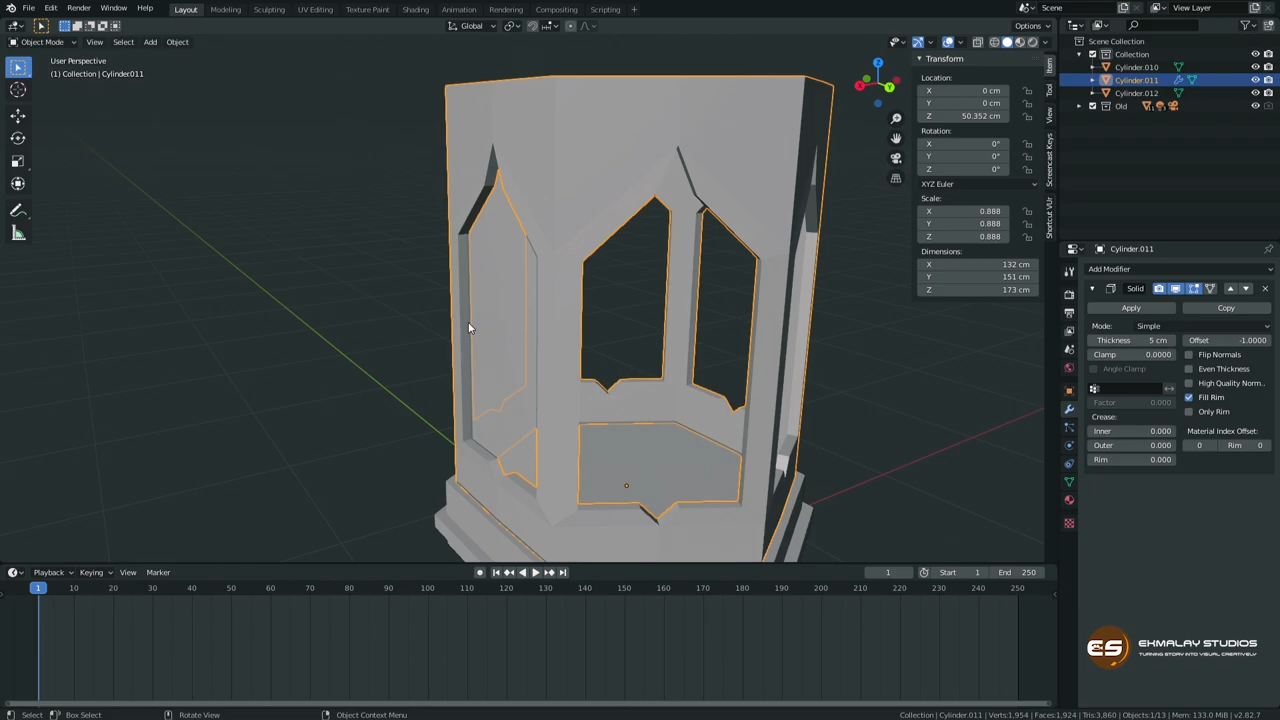 File Edit Render Window Help Layout Modeling Sculpting UV Editing Texture Paint Shading Animation Rendering Compositing Scripting Scene View Layer
Global Options
Object Mode View Select Add Object
User Perspective
(1) Collection | Cylinder.011
Transform
Location:
X 0 cm
Y 0 cm
Z 50.352 cm
Rotation:
X 0°
Y 0°
Z 0°
XYZ Euler
Scale:
X 0.888
Y 0.888
Z 0.888
Dimensions:
X 132 cm
Y 151 cm
Z 173 cm
Item
Tool
View
Screencast Keys
Shortcut VUr
X Y Z
Scene Collection
Collection
Cylinder.010
Cylinder.011
Cylinder.012
Old
Cylinder.011
Add Modifier
Solid
Apply Copy
Mode: Simple
Thickness 5 cm Offset -1.0000
Clamp 0.0000 Flip Normals
Angle Clamp Even Thickness
High Quality Norm..
Factor 0.000 Fill Rim
Crease: Only Rim
Inner 0.000 Material Index Offset:
Outer 0.000 0 Rim 0
Rim 0.000
Playback Keying View Marker 1 Start 1 End 250
1 10 20 30 40 50 60 70 80 90 100 110 120 130 140 150 160 170 180 190 200 210 220 230 240 250
ES EKMALAY STUDIOS
TURNING STORY INTO VISUAL CREATIVELY
Select Box Select Rotate View Object Context Menu Collection | Cylinder.011 | Verts:1,954 | Faces:1,924 | Tris:3,860 | Objects:1/13 | Mem: 133.0 MiB | v2.82.7